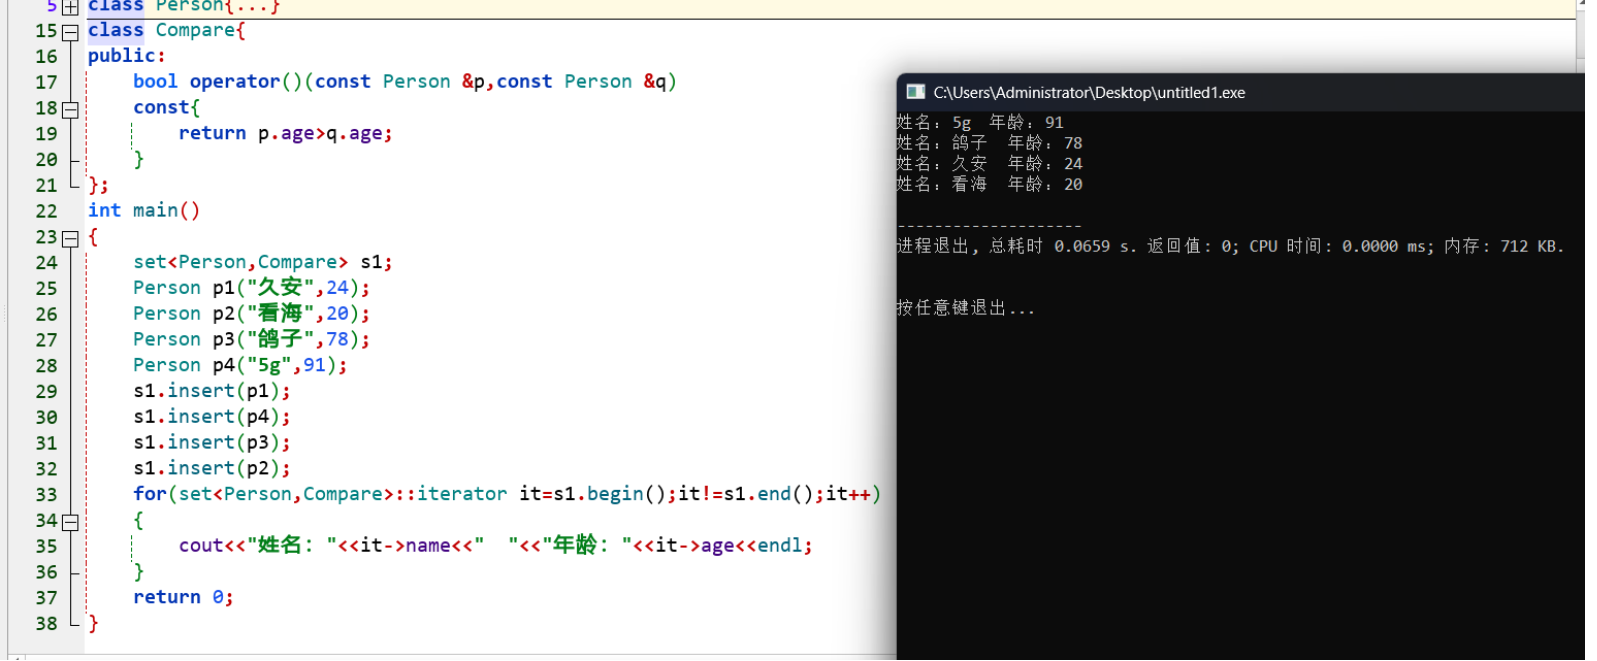 5 class Person{...}
15 class Compare{
16 public:
17 bool operator()(const Person &p,const Person &q)
18 const{
19 return p.age>q.age;
20 }
21 };
22 int main()
23 {
24 set<Person,Compare> s1;
25 Person p1("久安",24);
26 Person p2("看海",20);
27 Person p3("鸽子",78);
28 Person p4("5g",91);
29 s1.insert(p1);
30 s1.insert(p4);
31 s1.insert(p3);
32 s1.insert(p2);
33 for(set<Person,Compare>::iterator it=s1.begin();it!=s1.end();it++)
34 {
35 cout<<"姓名: "<<it->name<<"  "<<"年龄: "<<it->age<<endl;
36 }
37 return 0;
38 }
C:\Users\Administrator\Desktop\untitled1.exe
姓名: 5g  年龄: 91
姓名: 鸽子  年龄: 78
姓名: 久安  年龄: 24
姓名: 看海  年龄: 20
--------------------
进程退出, 总耗时 0.0659 s. 返回值: 0; CPU 时间: 0.0000 ms; 内存: 712 KB.
按任意键退出...